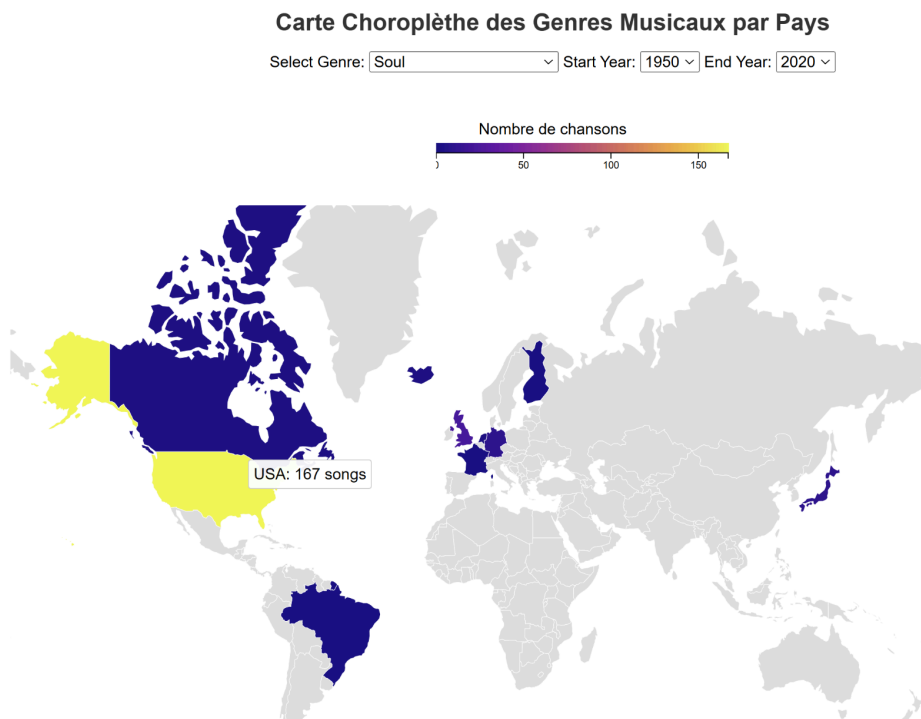 Carte Choroplèthe des Genres Musicaux par Pays
Select Genre: Soul Start Year: 1950 End Year: 2020
Nombre de chansons
0 50 100 150
USA: 167 songs